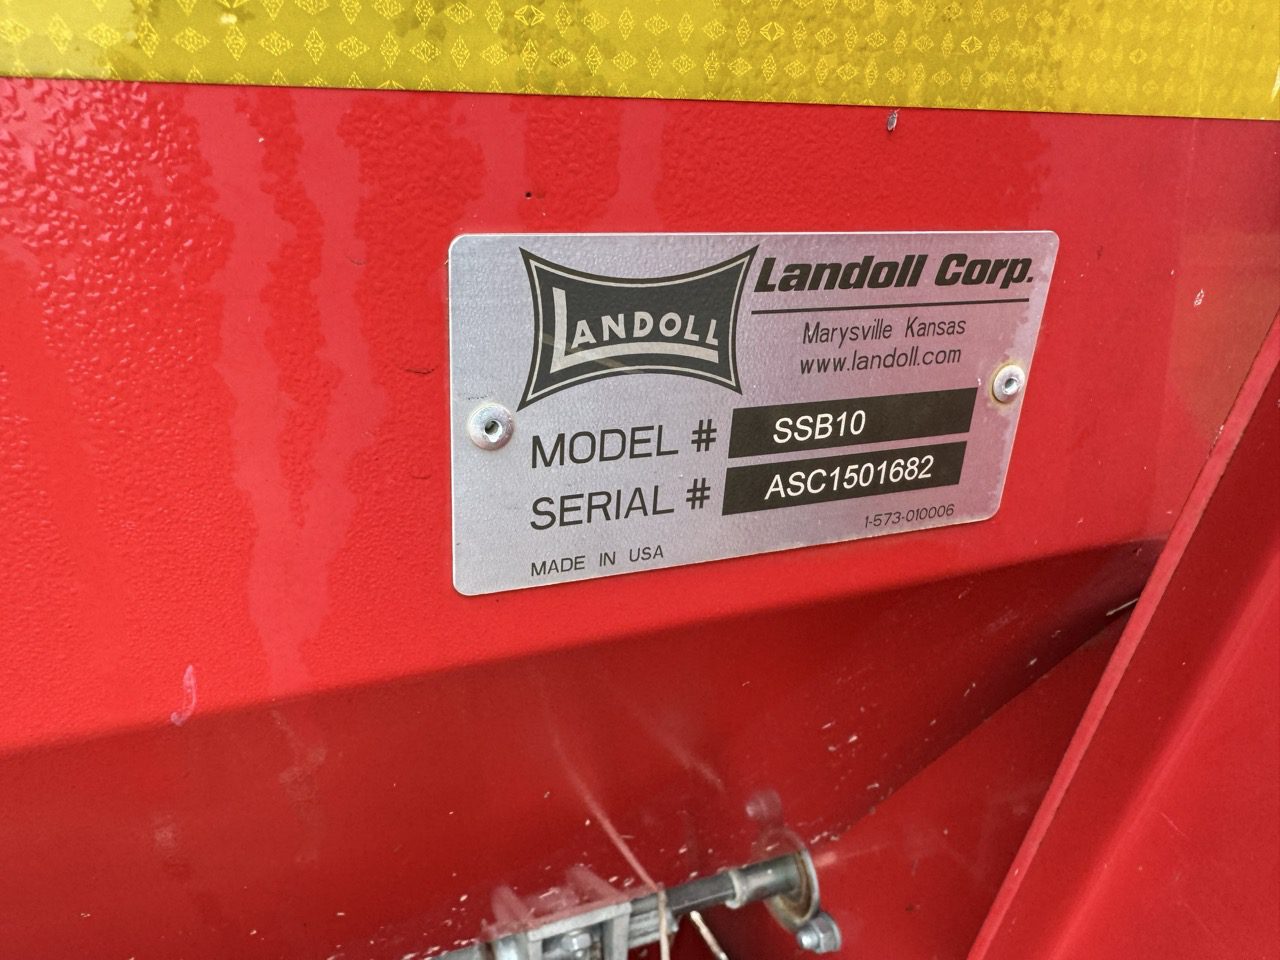 LANDOLL
Landoll Corp.
Marysville Kansas
www.landoll.com
MODEL # SSB10
SERIAL # ASC1501682
1-573-010006
MADE IN USA